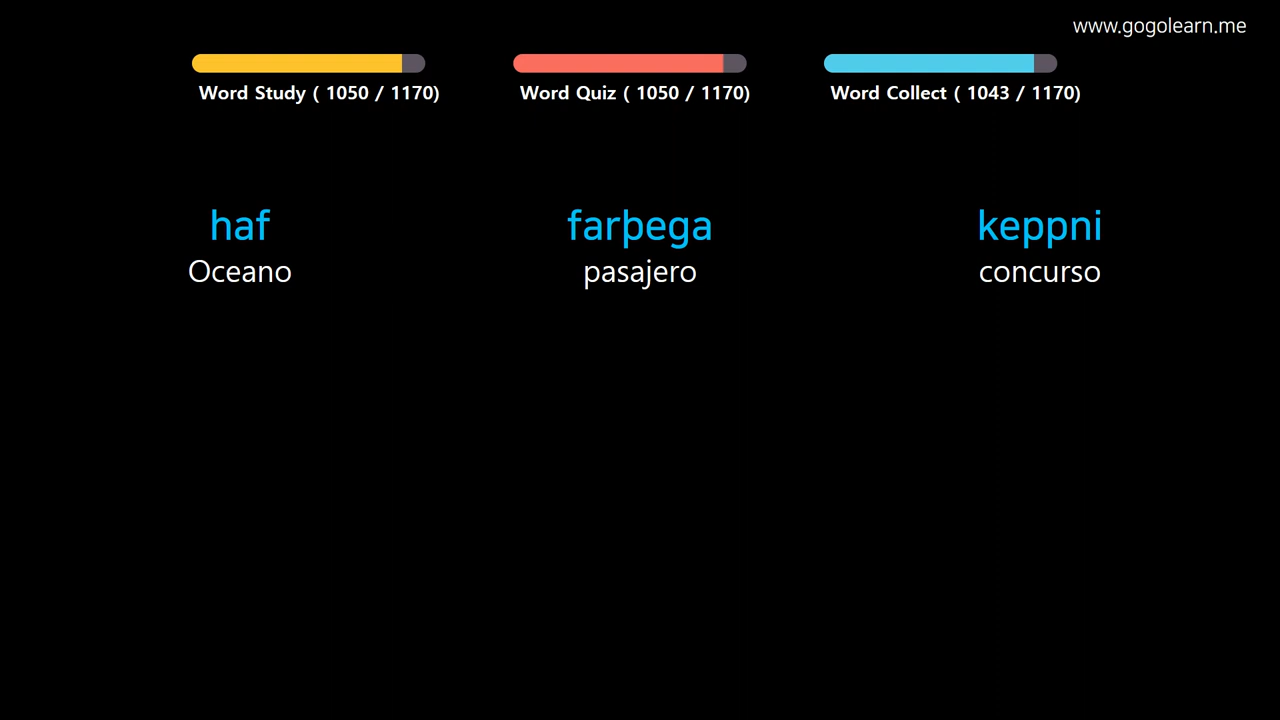 www.gogolearn.me
Word Study ( 1050 / 1170)
Word Quiz ( 1050 / 1170)
Word Collect ( 1043 / 1170)
haf
Oceano
farþega
pasajero
keppni
concurso